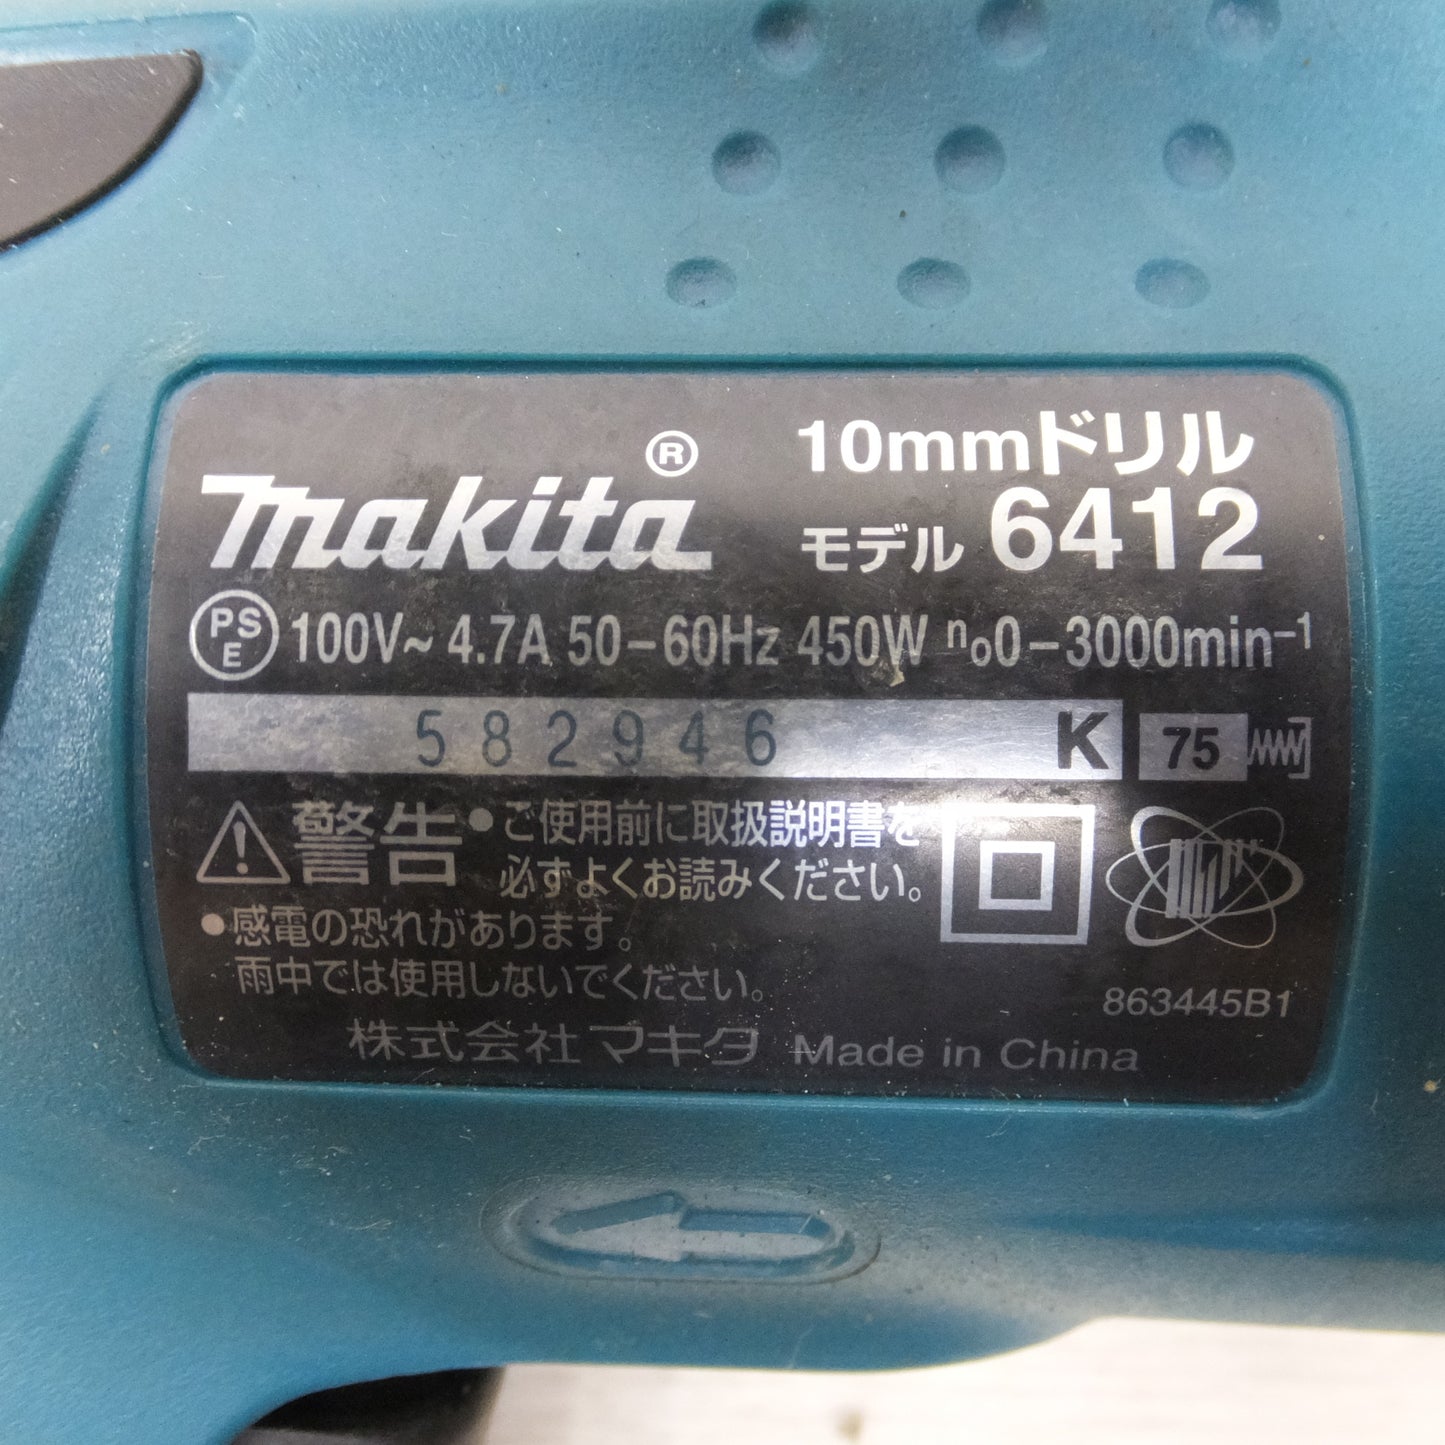 makita®
10mmドリル
モデル 6412
PSE 100V~ 4.7A 50-60Hz 450W n₀0-3000min⁻¹
582946 K 75
警告 ●ご使用前に取扱説明書を
必ずよくお読みください。
●感電の恐れがあります。
雨中では使用しないでください。
863445B1
株式会社マキタ Made in China